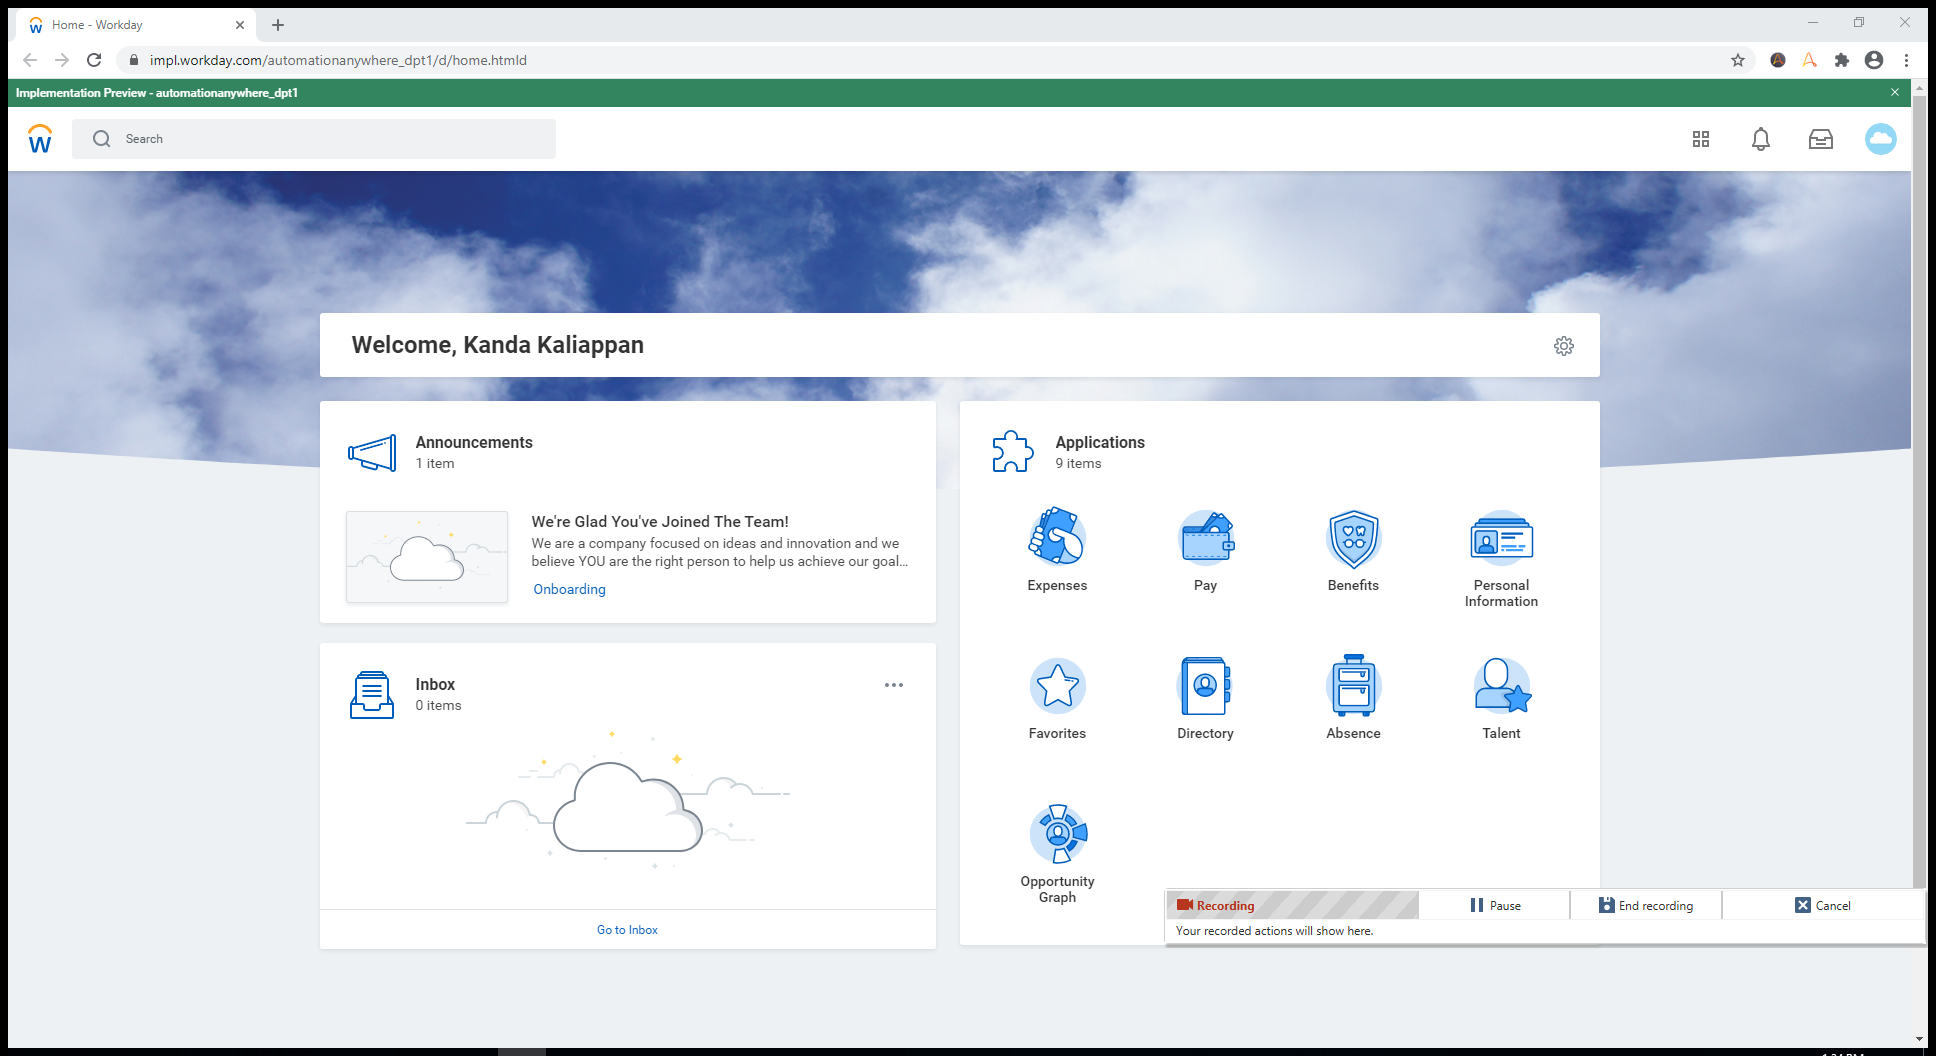 Home - Workday
impl.workday.com/automationanywhere_dpt1/d/home.htmld
Implementation Preview - automationanywhere_dpt1
Search
Welcome, Kanda Kaliappan
Announcements
1 item
We're Glad You've Joined The Team!
We are a company focused on ideas and innovation and we
believe YOU are the right person to help us achieve our goal...
Onboarding
Inbox
0 items
Go to Inbox
Applications
9 items
Expenses
Pay
Benefits
Personal
Information
Favorites
Directory
Absence
Talent
Opportunity
Graph
Recording
Pause
End recording
Cancel
Your recorded actions will show here.